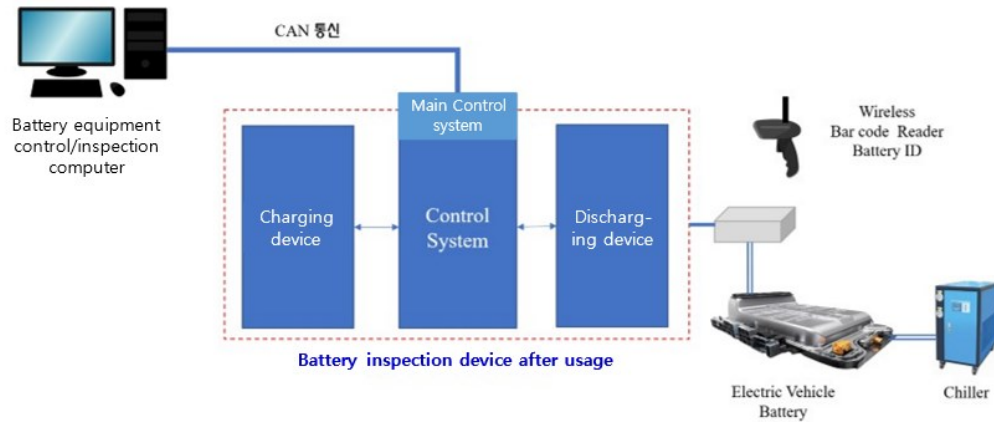 CAN 통신
Main Control
system
Battery equipment
control/inspection
computer
Wireless
Bar code Reader
Battery ID
Charging
device
Control
System
Discharg-
ing device
Battery inspection device after usage
Electric Vehicle
Battery
Chiller